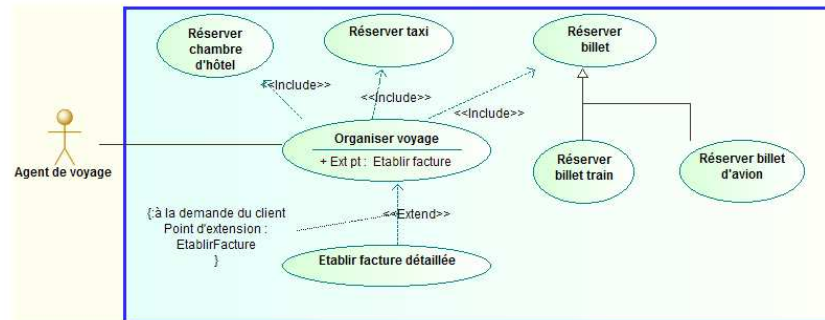 Réserver
chambre
d'hôtel
Réserver taxi
Réserver
billet
<<Include>>
<<Include>>
<<Include>>
Organiser voyage
+ Ext pt : Etablir facture
Agent de voyage
Réserver
billet train
Réserver billet
d'avion
{:à la demande du client
Point d'extension :
EtablirFacture
}
<<Extend>>
Etablir facture détaillée